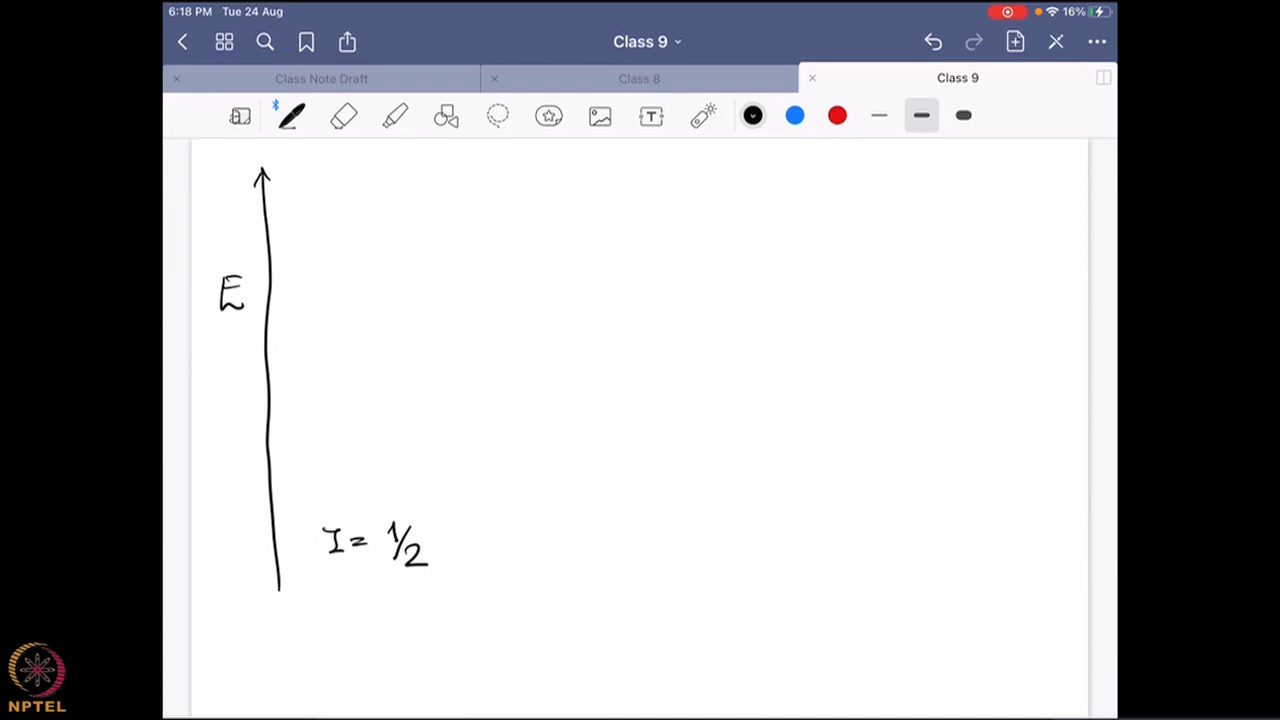 6:18 PM Tue 24 Aug
16%
Class 9
Class Note Draft
Class 8
Class 9
T
E
I = 1/2
NPTEL